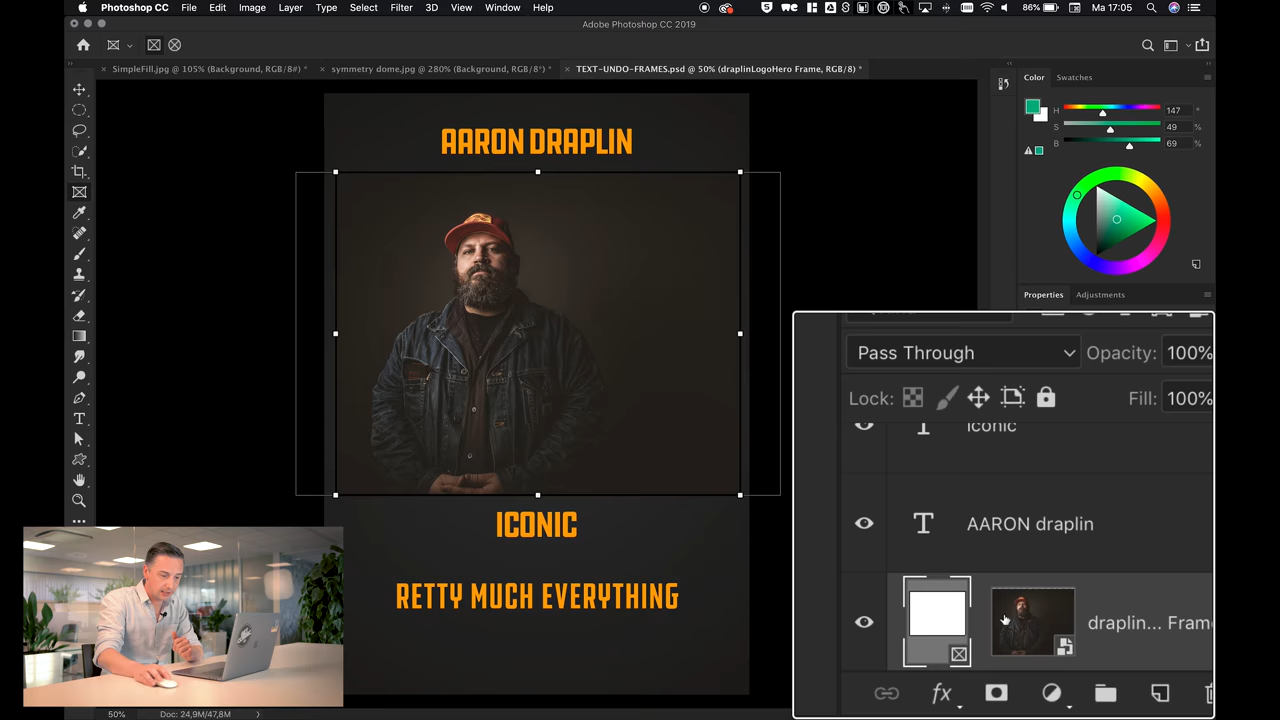 Photoshop CC File Edit Image Layer Type Select Filter 3D View Window Help 86% Ma 17:05
Adobe Photoshop CC 2019
SimpleFill.jpg @ 105% (Background, RGB/8#) * symmetry dome.jpg @ 280% (Background, RGB/8*) * TEXT-UNDO-FRAMES.psd @ 50% (draplinLogoHero Frame, RGB/8) *
Color Swatches
H 147 °
S 49 %
B 69 %
AARON DRAPLIN
ICONIC
RETTY MUCH EVERYTHING
Properties Adjustments
Pass Through Opacity: 100%
Lock: Fill: 100%
Iconic
T AARON draplin
draplin... Frame
fx
50% Doc: 24,9M/47,8M